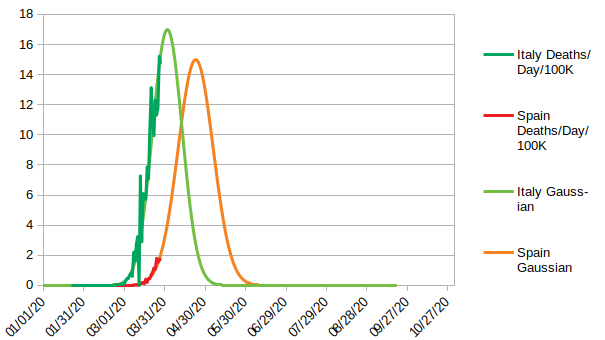 18
16
14
12
10
8
6
4
2
0
01/01/20
01/31/20
03/01/20
03/31/20
04/30/20
05/30/20
06/29/20
07/29/20
08/28/20
09/27/20
10/27/20
Italy Deaths/
Day/100K
Spain
Deaths/Day/
100K
Italy Gauss-
ian
Spain
Gaussian